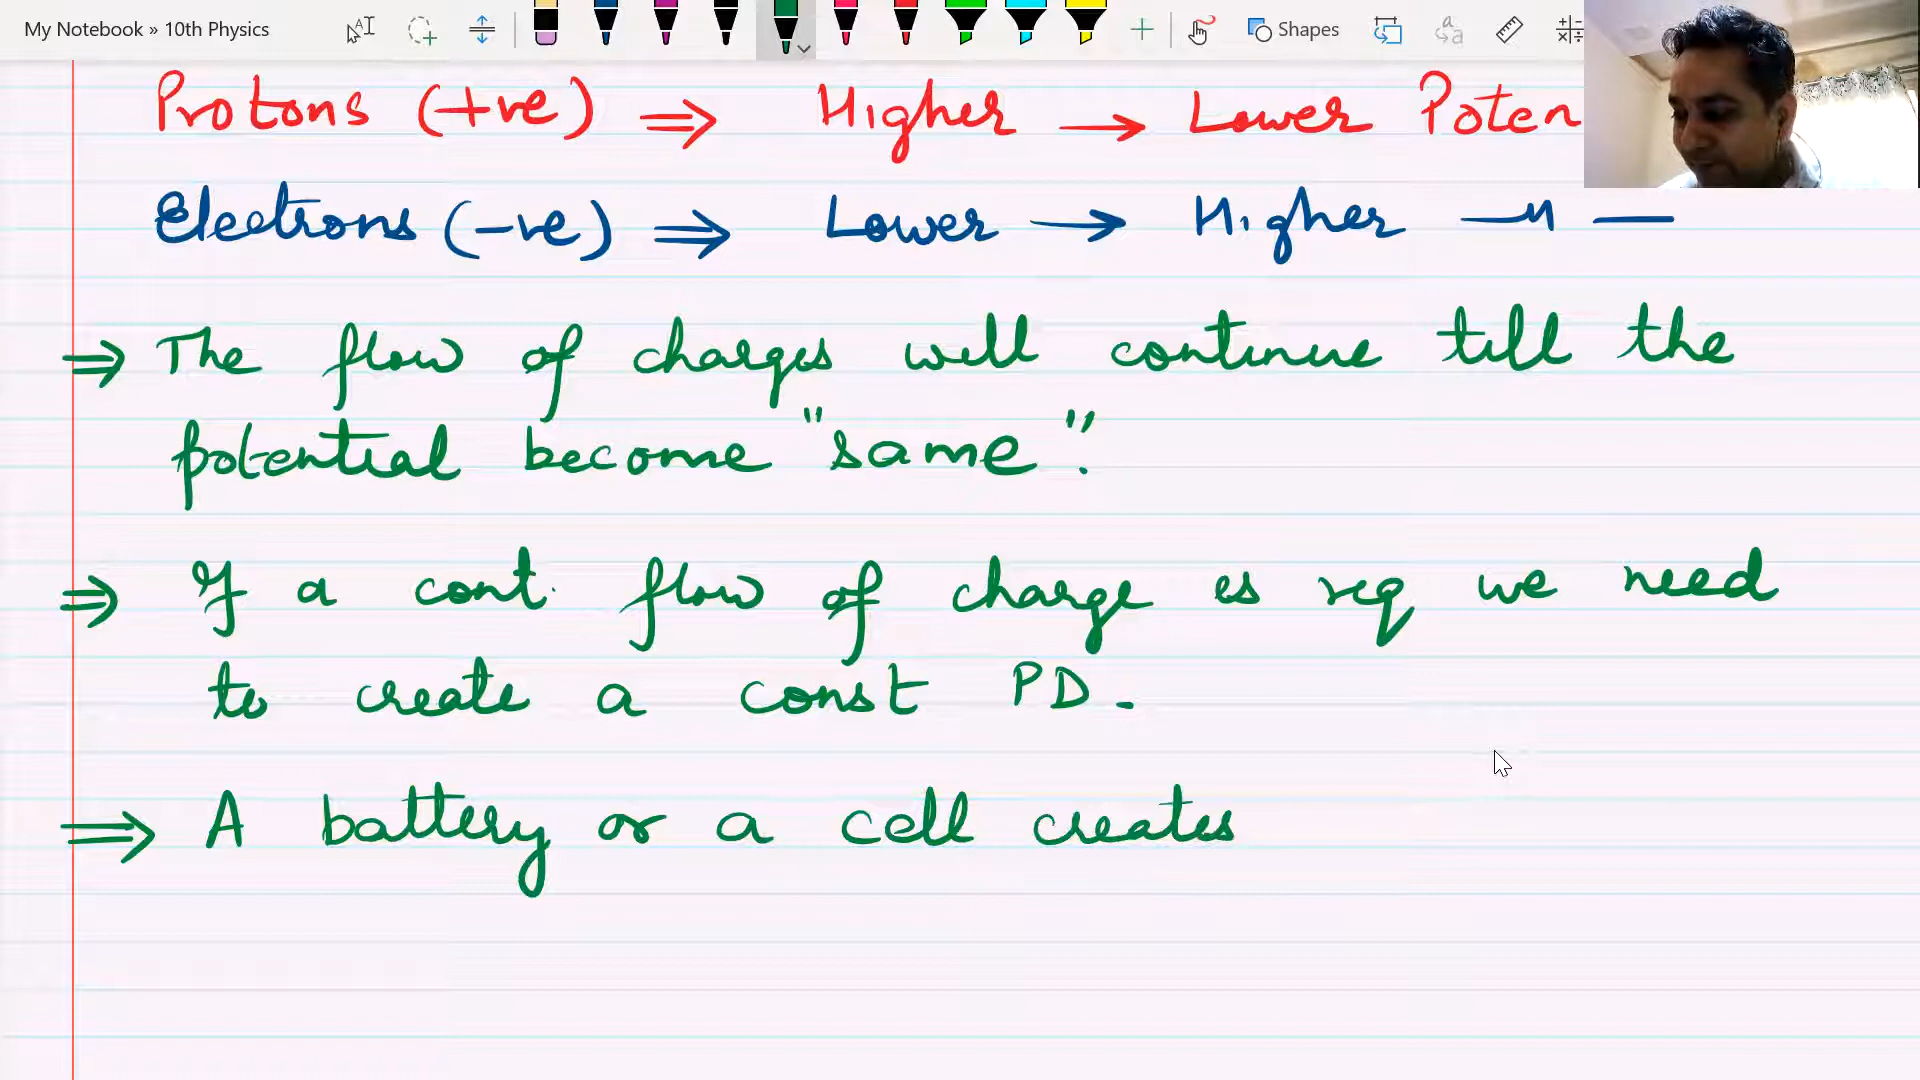 My Notebook » 10th Physics
Shapes
Protons (+ve) ⇒ Higher → Lower Poten
Electrons (-ve) ⇒ Lower → Higher —〃—
⇒ The flow of charges will continue till the
potential become "same".
⇒ If a cont. flow of charge is req we need
to create a const PD.
⇒ A battery or a cell creates